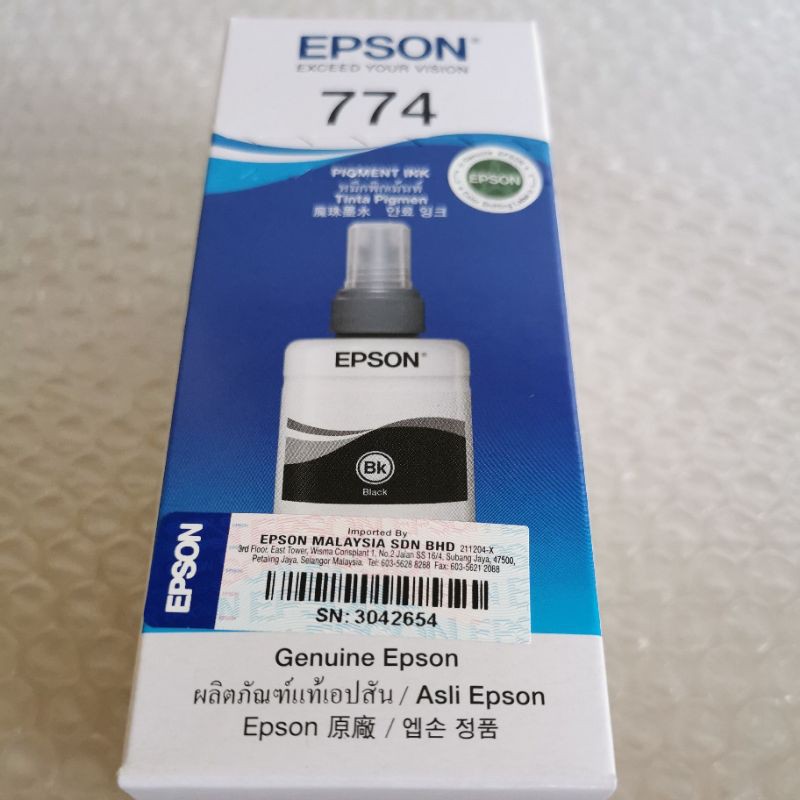 EPSON
EXCEED YOUR VISION
774
PIGMENT INK
หมึกพิกเม้นท์
Tinta Pigmen
魔珠墨水 안료 잉크
Genuine EPSON
EPSON
EPSON
Bk
Black
EPSON
Imported By
EPSON MALAYSIA SDN BHD 211204-X
3rd Floor, East Tower, Wisma Consplant 1, No.2 Jalan SS 16/4, Subang Jaya, 47500,
Petaling Jaya, Selangor Malaysia. Tel: 603-5628 8288 Fax: 603-5621 2088
SN: 3042654
Genuine Epson
ผลิตภัณฑ์แท้เอปสัน / Asli Epson
Epson 原廠 / 엡손 정품